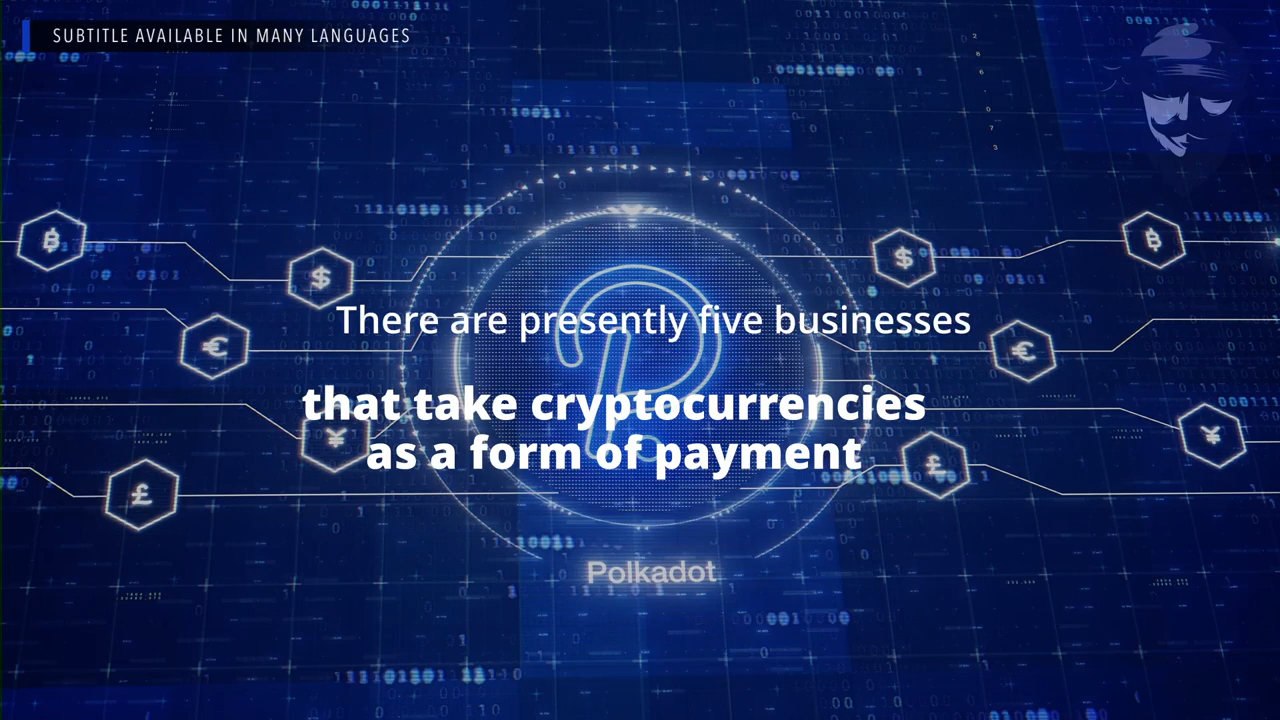 SUBTITLE AVAILABLE IN MANY LANGUAGES
There are presently five businesses
that take cryptocurrencies
as a form of payment
Polkadot